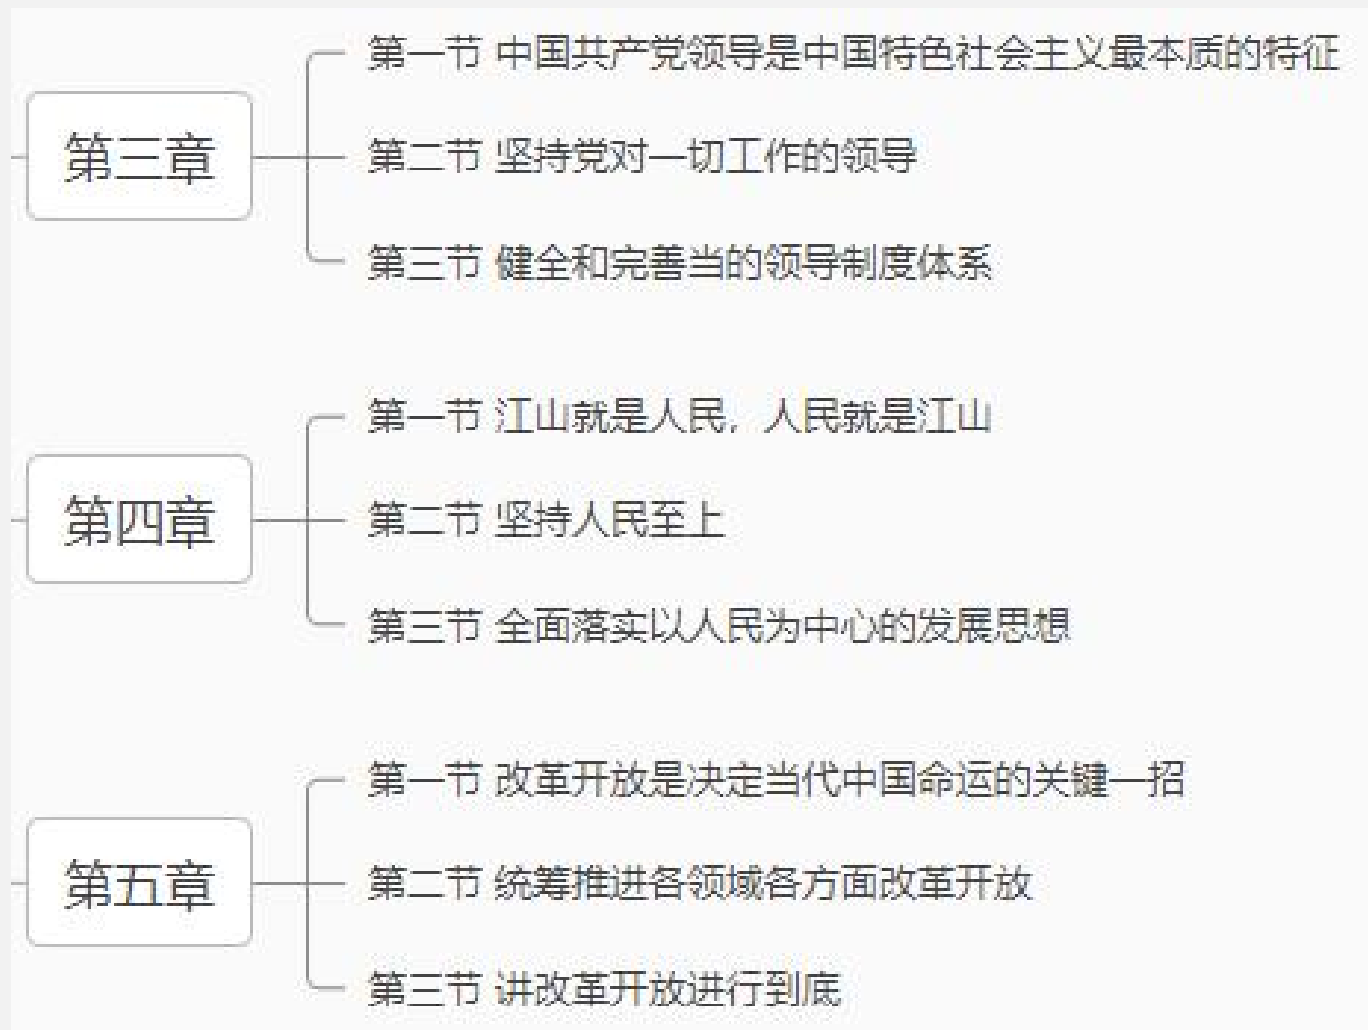 第三章
第一节 中国共产党领导是中国特色社会主义最本质的特征
第二节 坚持党对一切工作的领导
第三节 健全和完善当的领导制度体系
第四章
第一节 江山就是人民，人民就是江山
第二节 坚持人民至上
第三节 全面落实以人民为中心的发展思想
第五章
第一节 改革开放是决定当代中国命运的关键一招
第二节 统筹推进各领域各方面改革开放
第三节 讲改革开放进行到底